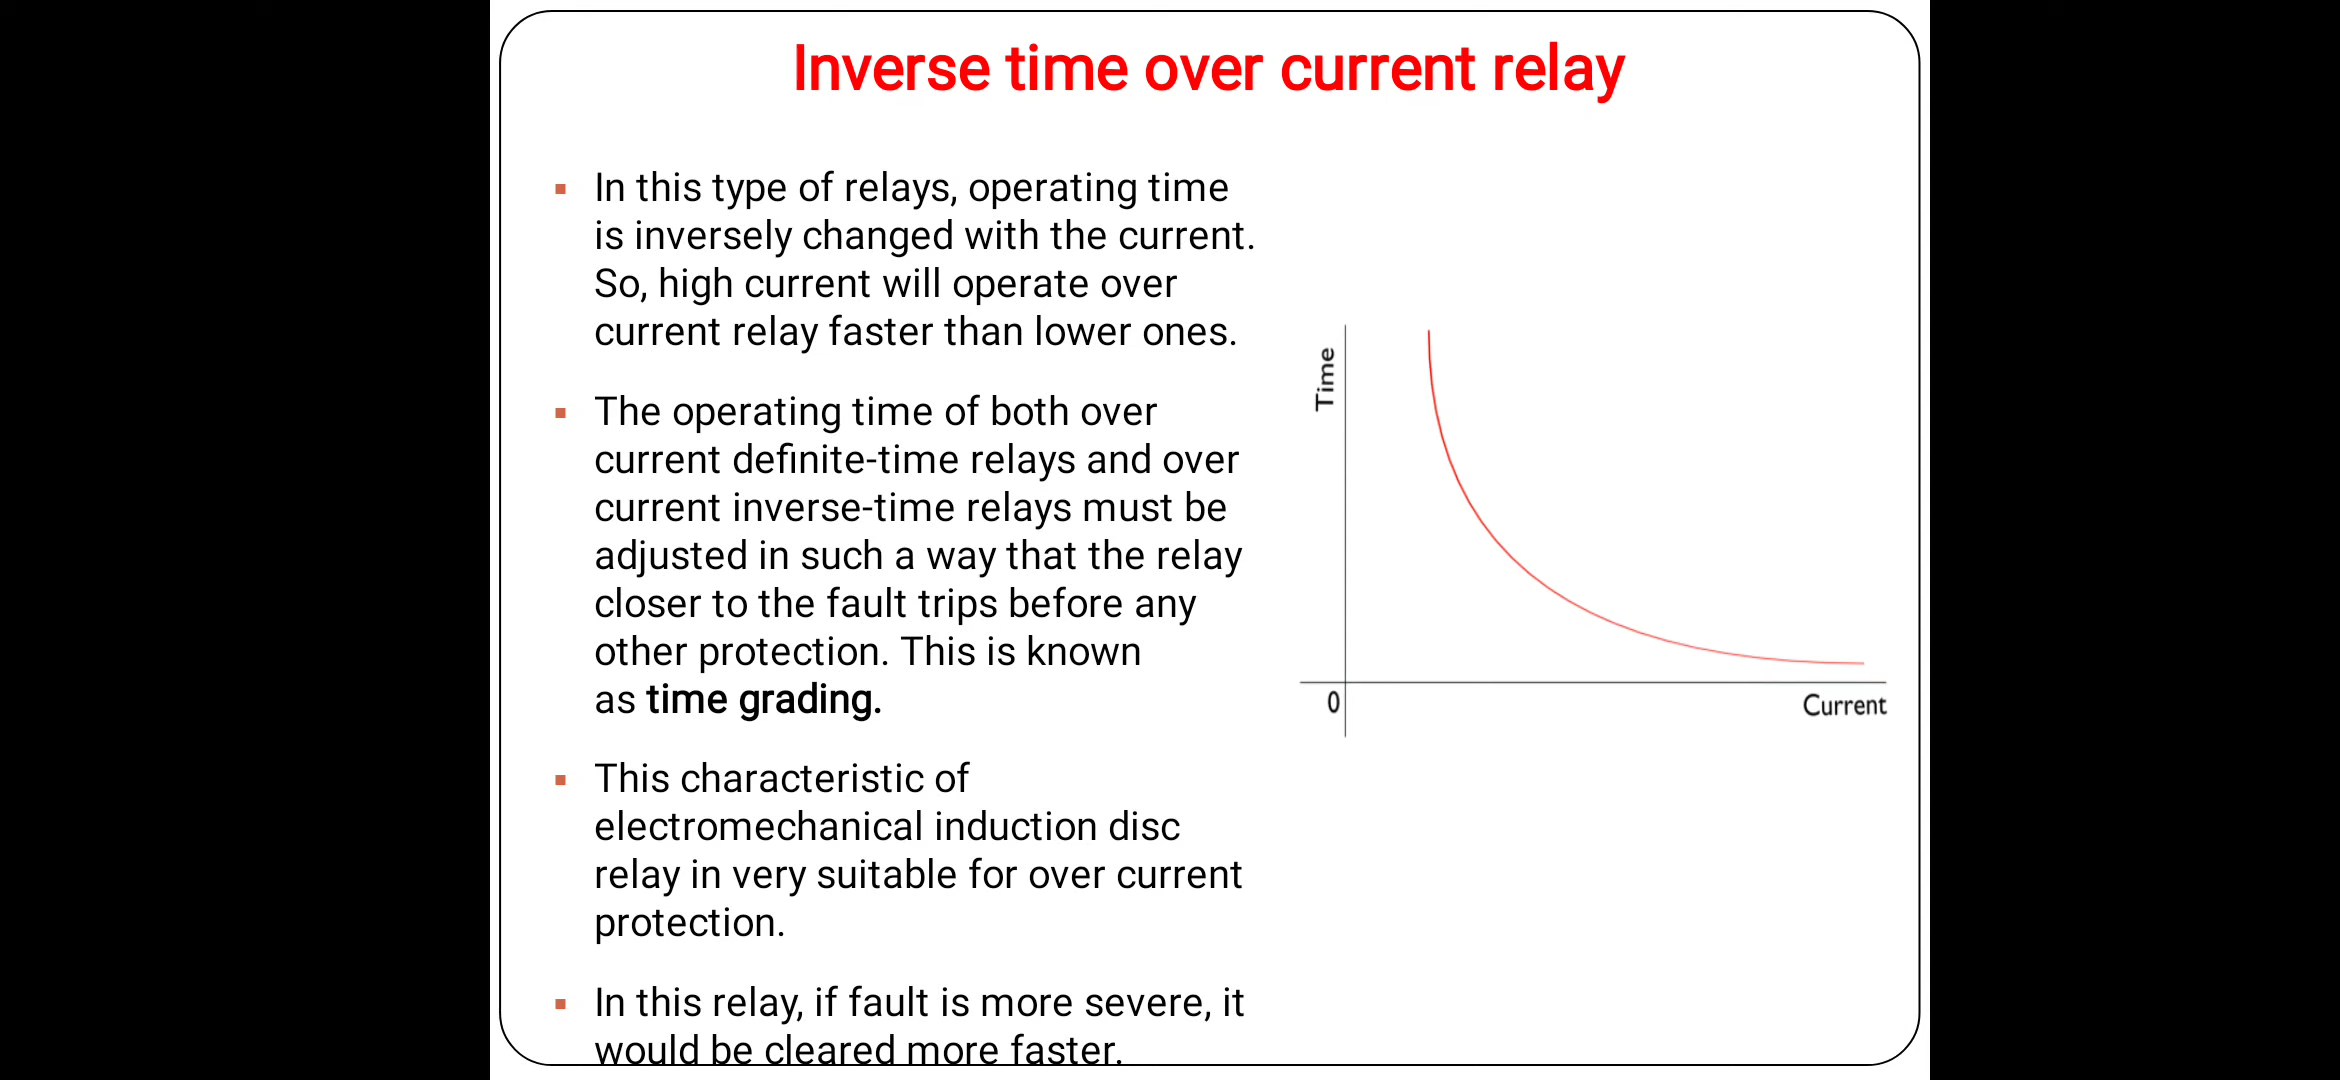 Inverse time over current relay
▪ In this type of relays, operating time
is inversely changed with the current.
So, high current will operate over
current relay faster than lower ones.
▪ The operating time of both over
current definite-time relays and over
current inverse-time relays must be
adjusted in such a way that the relay
closer to the fault trips before any
other protection. This is known
as time grading.
▪ This characteristic of
electromechanical induction disc
relay in very suitable for over current
protection.
▪ In this relay, if fault is more severe, it
would be cleared more faster.
Time
0
Current